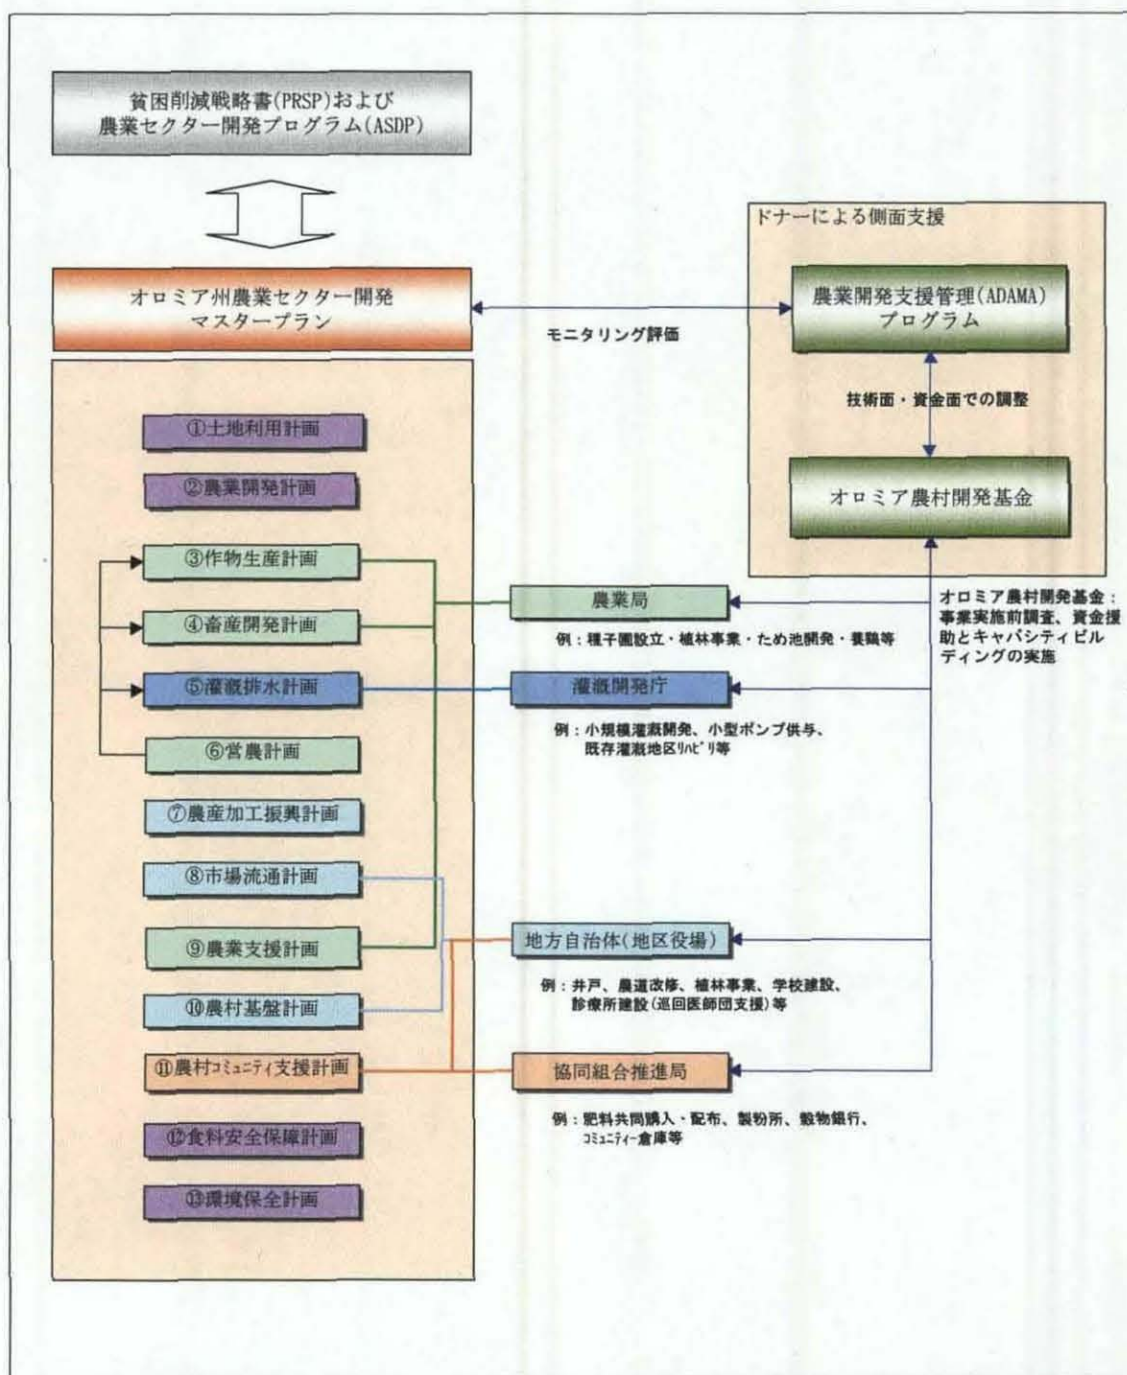 貧困削減戦略書(PRSP)および
農業セクター開発プログラム(ASDP)
オロミア州農業セクター開発
マスタープラン
モニタリング評価
ドナーによる側面支援
農業開発支援管理(ADAMA)
プログラム
技術面・資金面での調整
オロミア農村開発基金
オロミア農村開発基金：
事業実施前調査、資金援
助とキャパシティビル
ディングの実施
①土地利用計画
②農業開発計画
③作物生産計画
④畜産開発計画
⑤灌漑排水計画
⑥営農計画
⑦農産加工振興計画
⑧市場流通計画
⑨農業支援計画
⑩農村基盤計画
⑪農村ｺﾐｭﾆﾃｨ支援計画
⑫食料安全保障計画
⑬環境保全計画
農業局
例：種子圃設立・植林事業・ため池開発・養鶏等
灌漑開発庁
例：小規模灌漑開発、小型ポンプ供与、
既存灌漑地区ﾘﾊﾋﾞﾘ等
地方自治体(地区役場)
例：井戸、農道改修、植林事業、学校建設、
診療所建設(巡回医師団支援)等
協同組合推進局
例：肥料共同購入・配布、製粉所、穀物銀行、
ｺﾐｭﾆﾃｨｰ倉庫等